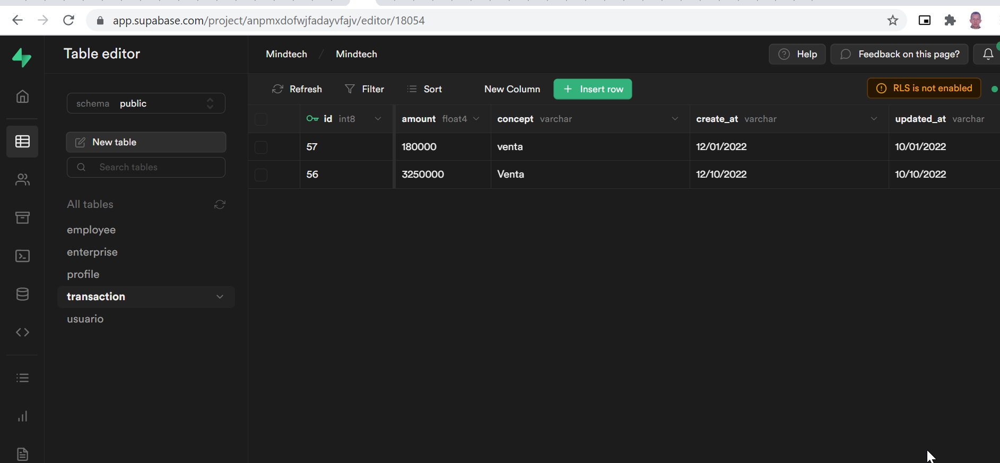 app.supabase.com/project/anpmxdofwjfadayvfajv/editor/18054
Table editor
Mindtech / Mindtech
Help
Feedback on this page?
schema public
Refresh
Filter
Sort
New Column
+ Insert row
RLS is not enabled
New table
Search tables
All tables
employee
enterprise
profile
transaction
usuario
id int8 amount float4 concept varchar create_at varchar updated_at varchar
57 180000 venta 12/01/2022 10/01/2022
56 3250000 Venta 12/10/2022 10/10/2022